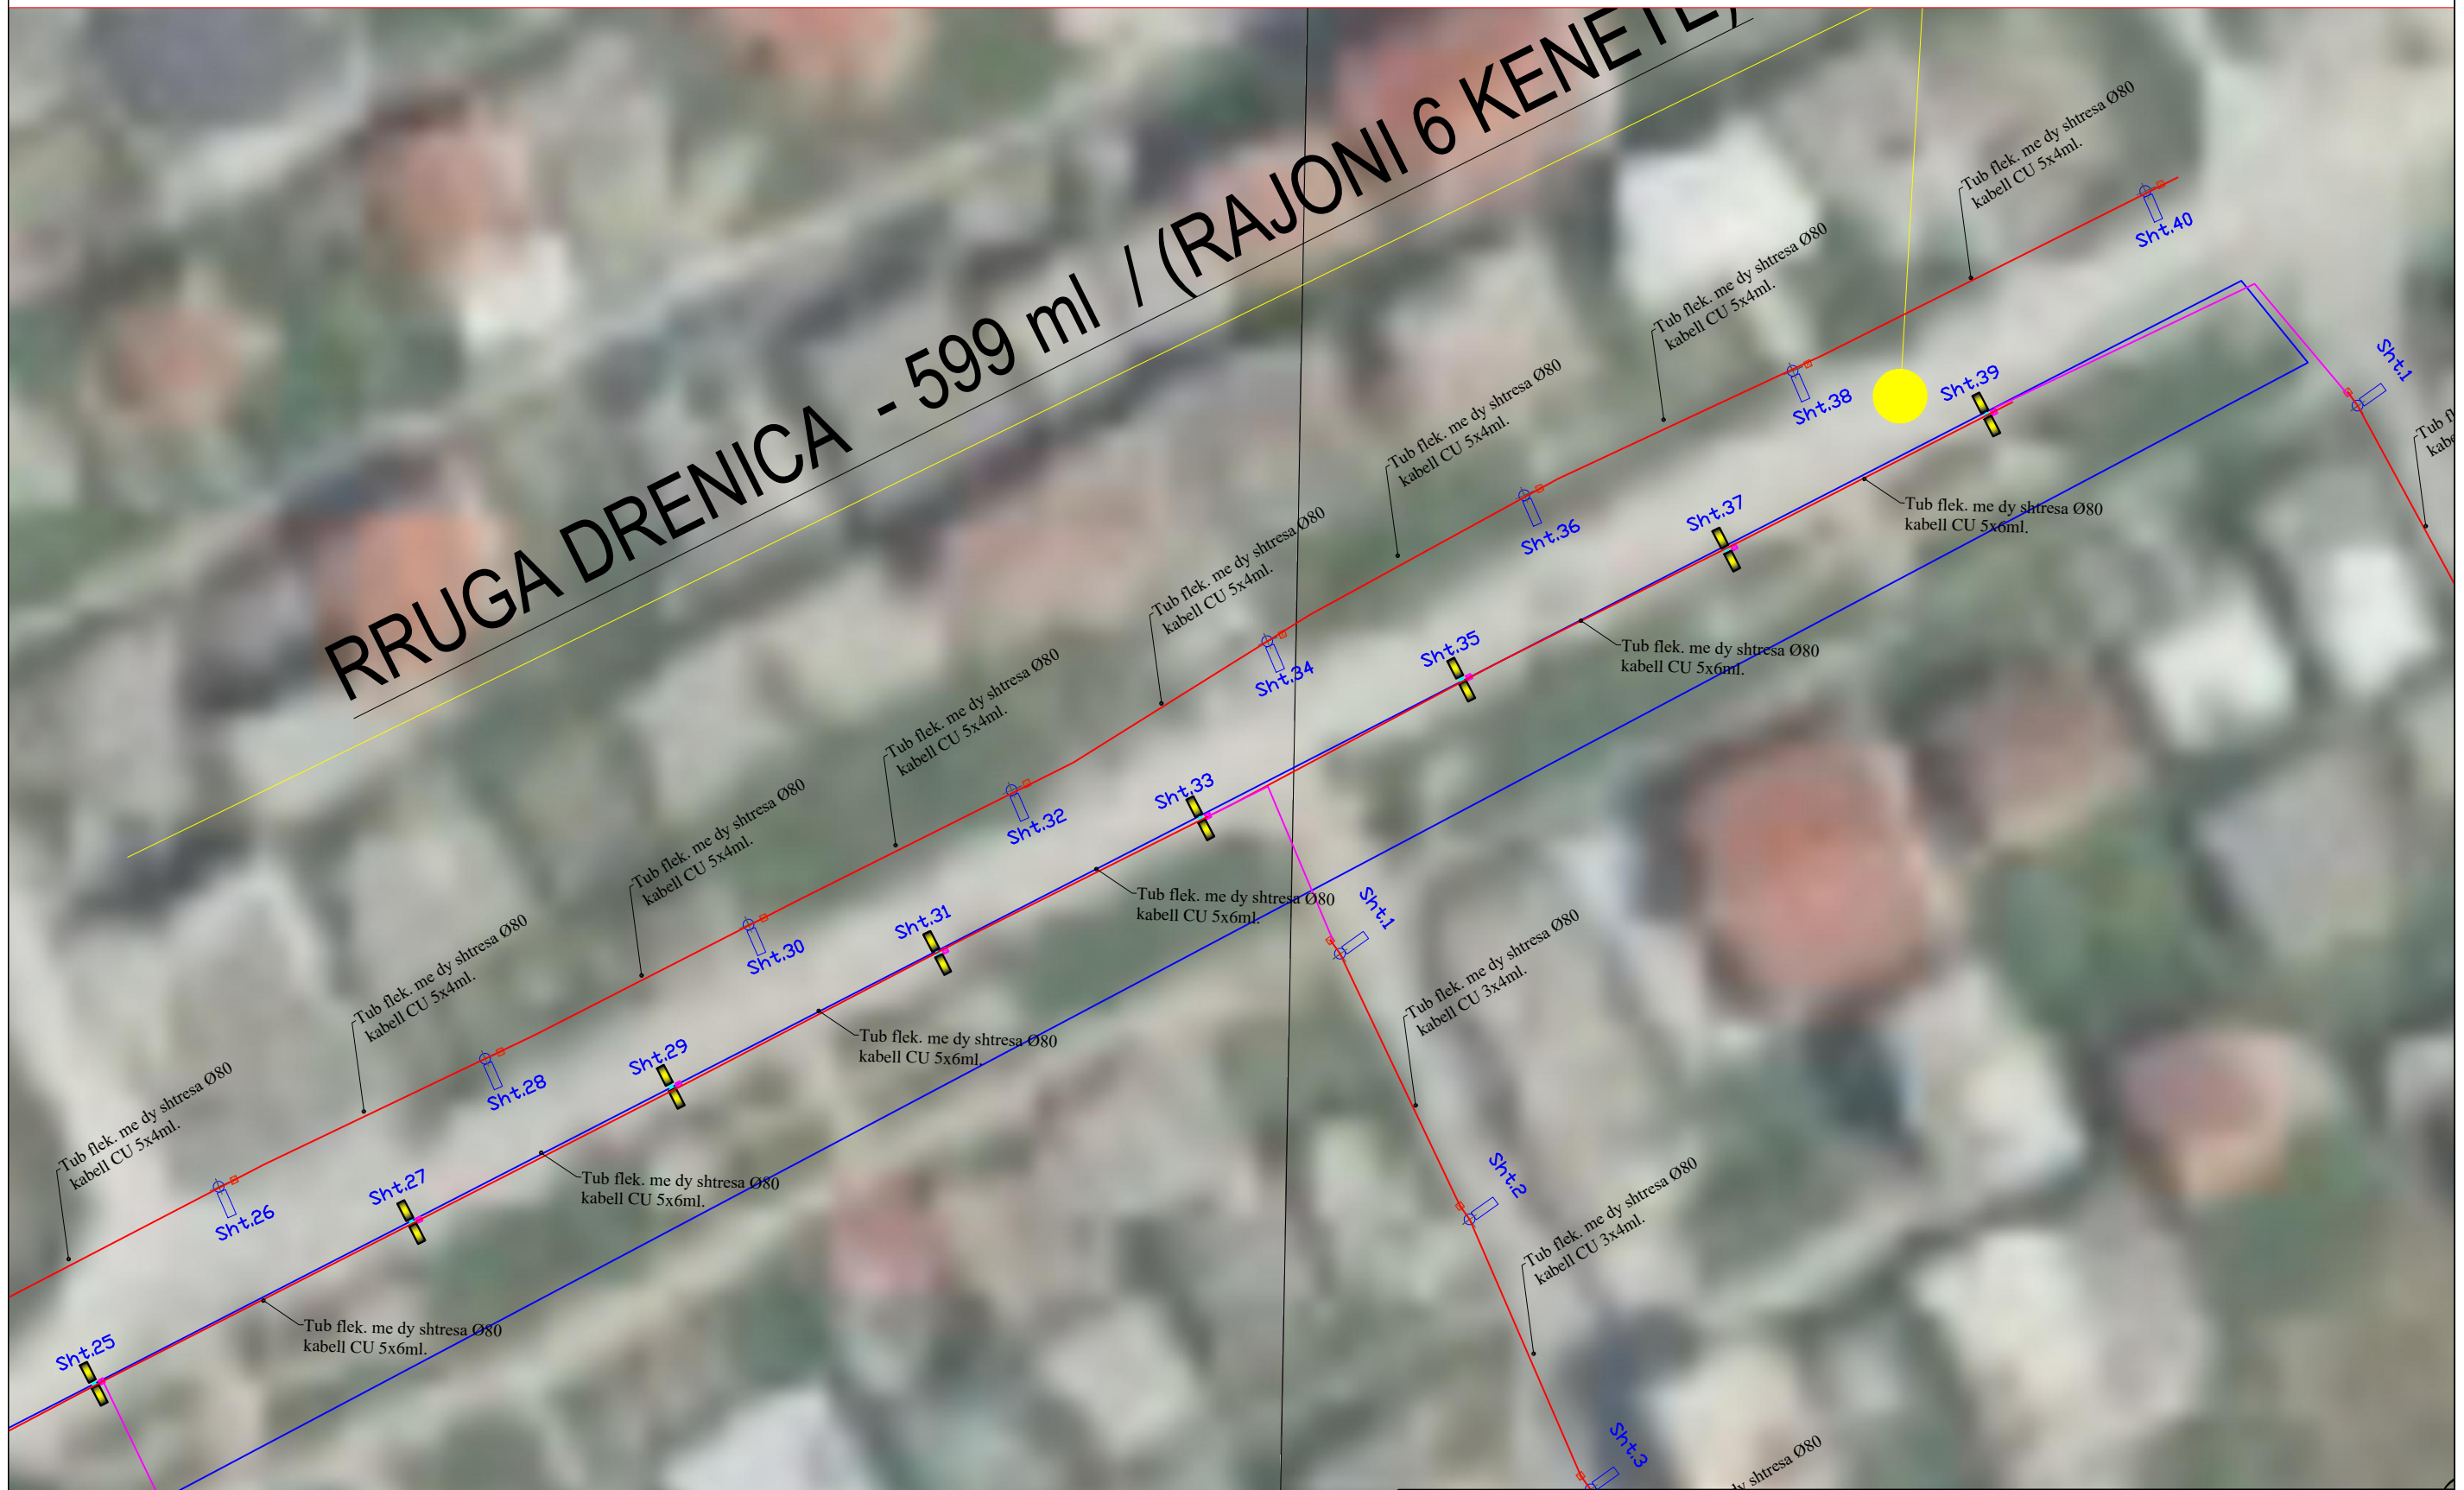 RRUGA DRENICA - 599 ml / (RAJONI 6 KENETE)
Tub flek. me dy shtresa Ø80
kabell CU 5x4ml.
Sht.40
Tub flek. me dy shtresa Ø80
kabell CU 5x4ml.
Sht.38
Sht.39
Sht.1
Tub flek. me dy shtresa Ø80
kabell CU 5x4ml.
Sht.36
Sht.37
Tub flek. me dy shtresa Ø80
kabell CU 5x6ml.
Tub flek. me dy shtresa Ø80
kabell CU 5x4ml.
Sht.34
Sht.35
Tub flek. me dy shtresa Ø80
kabell CU 5x6ml.
Tub flek. me dy shtresa Ø80
kabell CU 5x4ml.
Sht.32
Sht.33
Tub flek. me dy shtresa Ø80
kabell CU 5x6ml.
Tub flek. me dy shtresa Ø80
kabell CU 5x4ml.
Sht.30
Sht.31
Sht.1
Tub flek. me dy shtresa Ø80
kabell CU 3x4ml.
Tub flek. me dy shtresa Ø80
kabell CU 5x6ml.
Tub flek. me dy shtresa Ø80
kabell CU 5x4ml.
Sht.28
Sht.29
Tub flek. me dy shtresa Ø80
kabell CU 5x6ml.
Sht.2
Tub flek. me dy shtresa Ø80
kabell CU 3x4ml.
Tub flek. me dy shtresa Ø80
kabell CU 5x4ml.
Sht.26
Sht.27
Tub flek. me dy shtresa Ø80
kabell CU 5x6ml.
Sht.25
Sht.3
dy shtresa Ø80